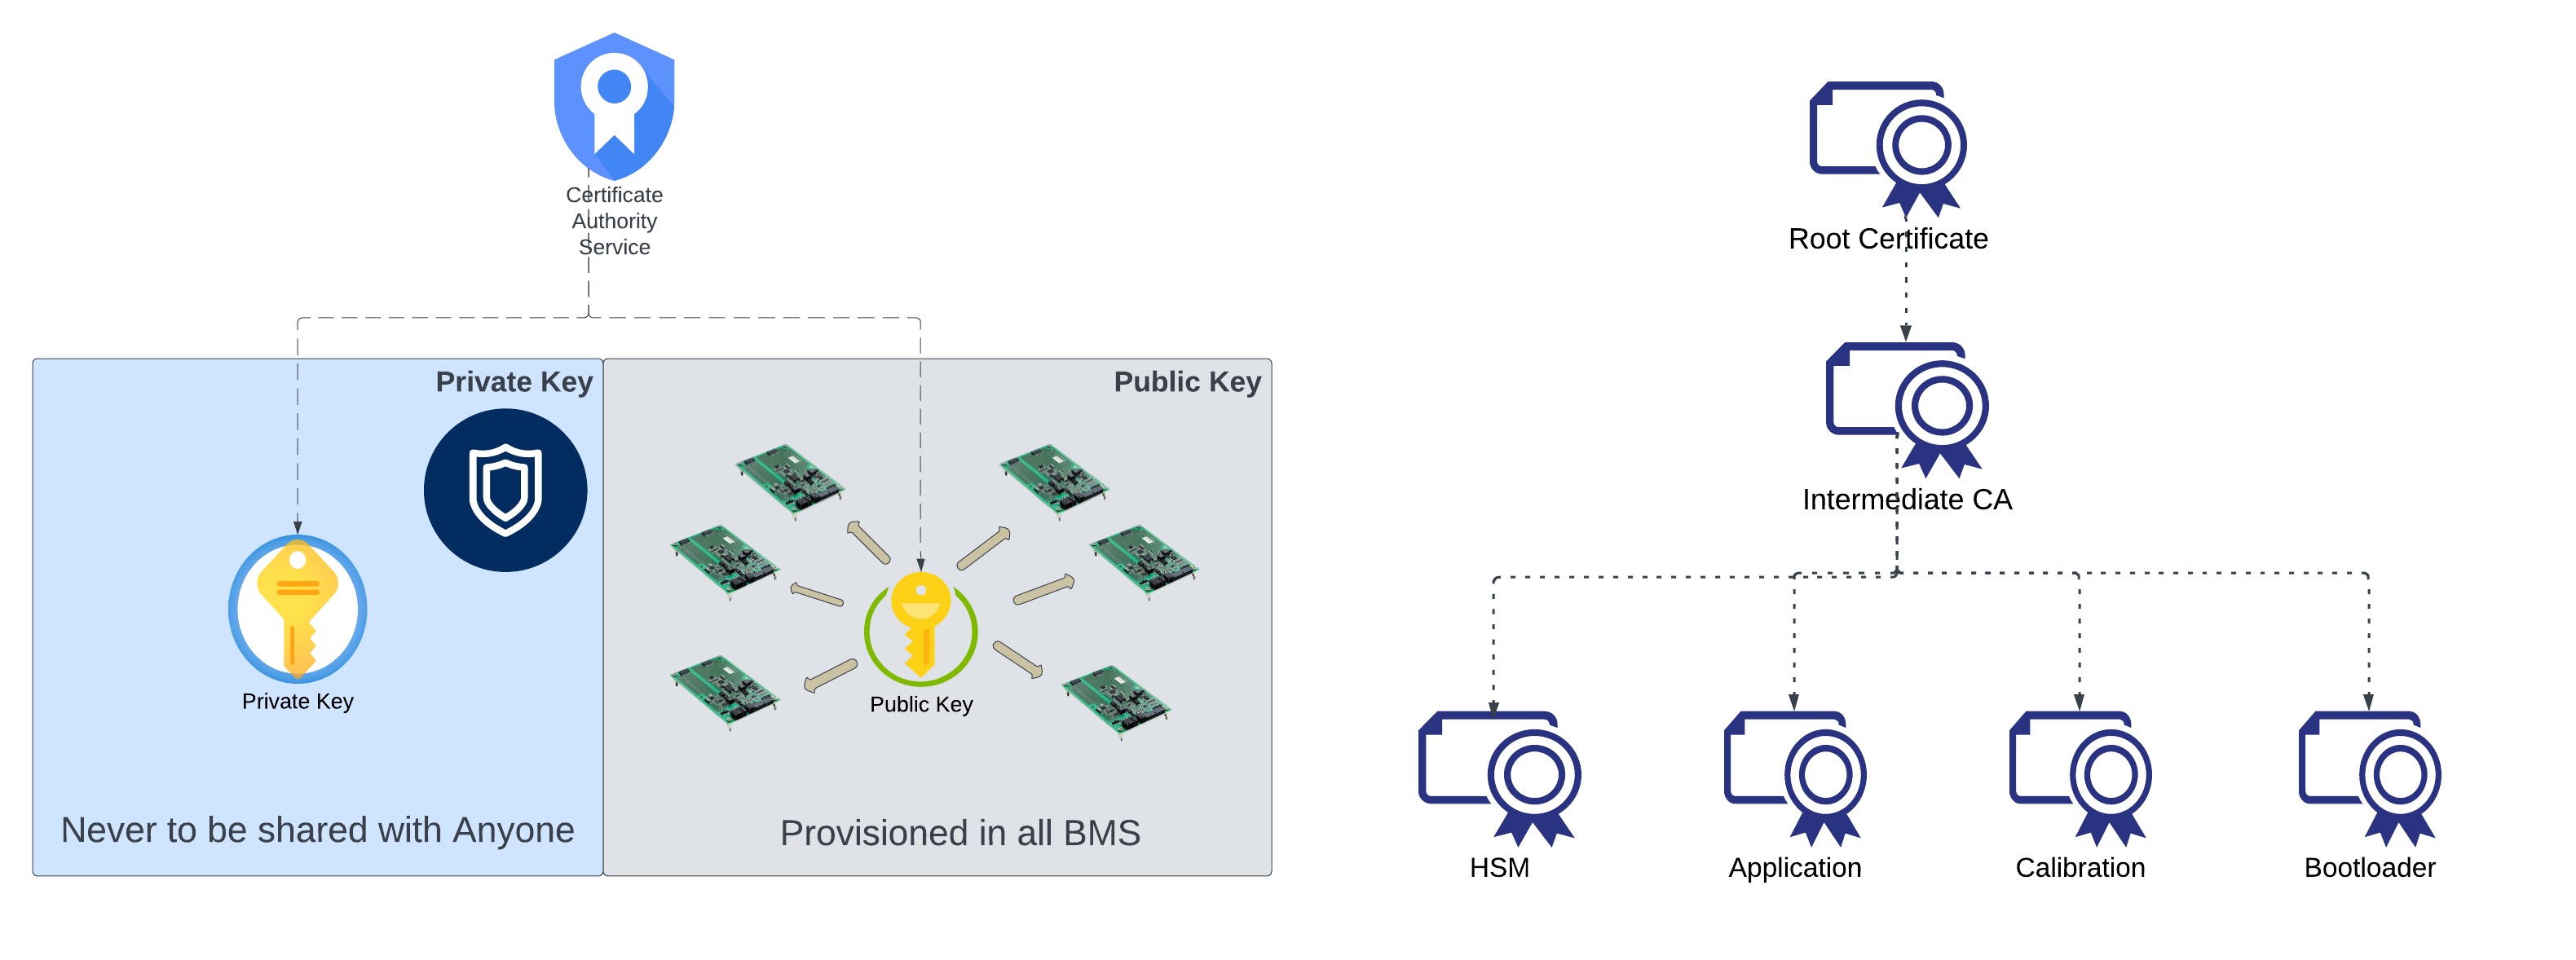 Certificate
Authority
Service
Private Key
Public Key
Private Key
Public Key
Never to be shared with Anyone
Provisioned in all BMS
Root Certificate
Intermediate CA
HSM
Application
Calibration
Bootloader